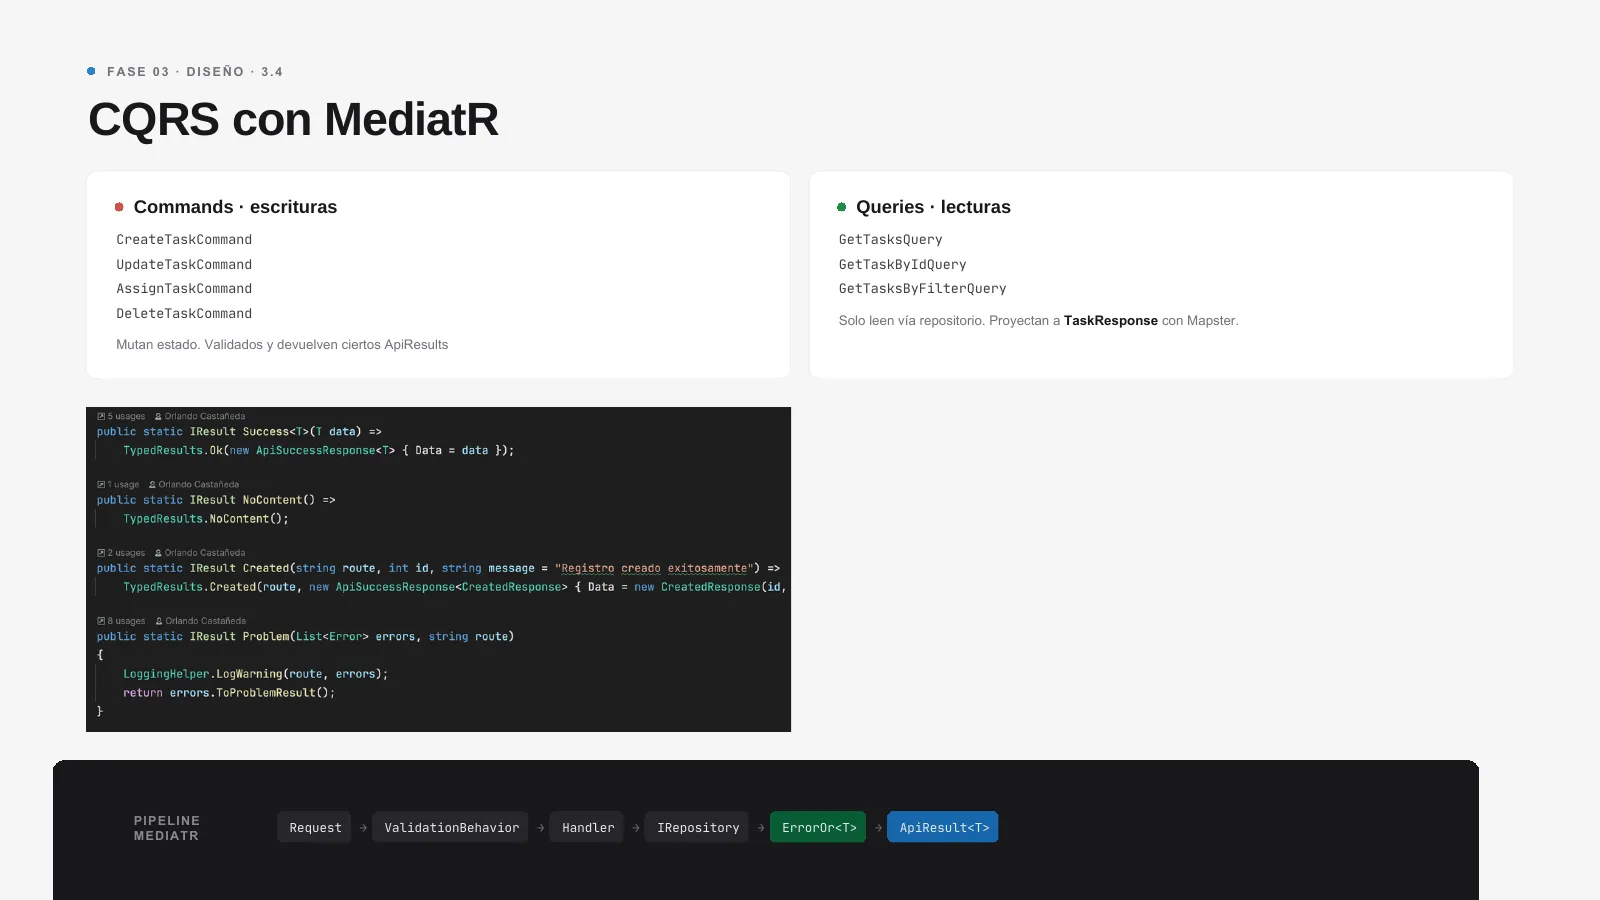 FASE 03 · DISEÑO · 3.4
CQRS con MediatR
Commands · escrituras
CreateTaskCommand
UpdateTaskCommand
AssignTaskCommand
DeleteTaskCommand
Mutan estado. Validados y devuelven ciertos ApiResults
Queries · lecturas
GetTasksQuery
GetTaskByIdQuery
GetTasksByFilterQuery
Solo leen vía repositorio. Proyectan a TaskResponse con Mapster.
5 usages Orlando Castañeda
public static IResult Success<T>(T data) =>
TypedResults.Ok(new ApiSuccessResponse<T> { Data = data });
1 usage Orlando Castañeda
public static IResult NoContent() =>
TypedResults.NoContent();
2 usages Orlando Castañeda
public static IResult Created(string route, int id, string message = "Registro creado exitosamente") =>
TypedResults.Created(route, new ApiSuccessResponse<CreatedResponse> { Data = new CreatedResponse(id,
8 usages Orlando Castañeda
public static IResult Problem(List<Error> errors, string route)
{
LoggingHelper.LogWarning(route, errors);
return errors.ToProblemResult();
}
PIPELINE
MEDIATR
Request → ValidationBehavior → Handler → IRepository → ErrorOr<T> → ApiResult<T>